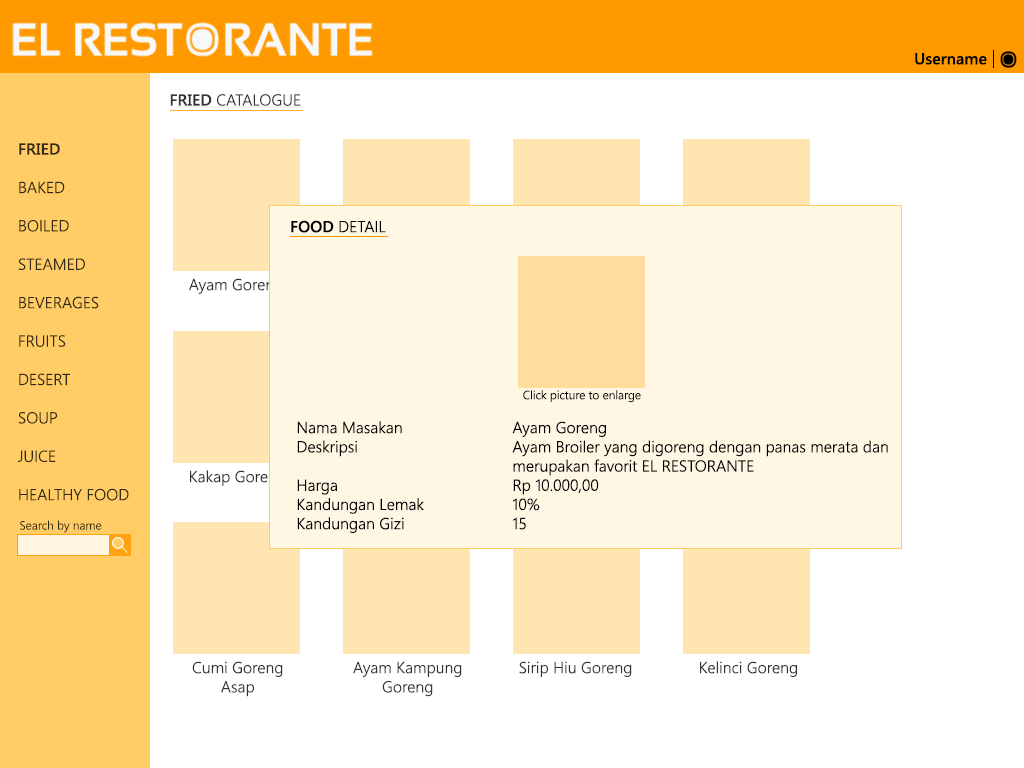 EL RESTORANTE
Username
FRIED CATALOGUE
FRIED
BAKED
BOILED
STEAMED
BEVERAGES
FRUITS
DESERT
SOUP
JUICE
HEALTHY FOOD
Search by name
Ayam Goren
Kakap Gore
FOOD DETAIL
Click picture to enlarge
Nama Masakan Ayam Goreng
Deskripsi Ayam Broiler yang digoreng dengan panas merata dan
merupakan favorit EL RESTORANTE
Harga Rp 10.000,00
Kandungan Lemak 10%
Kandungan Gizi 15
Cumi Goreng
Asap
Ayam Kampung
Goreng
Sirip Hiu Goreng
Kelinci Goreng